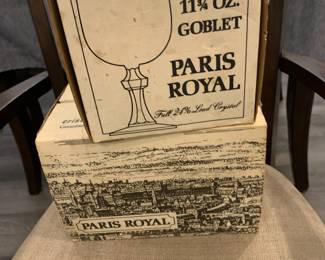 11¾ OZ.
GOBLET
PARIS
ROYAL
Full 24% Lead Crystal
PARIS ROYAL